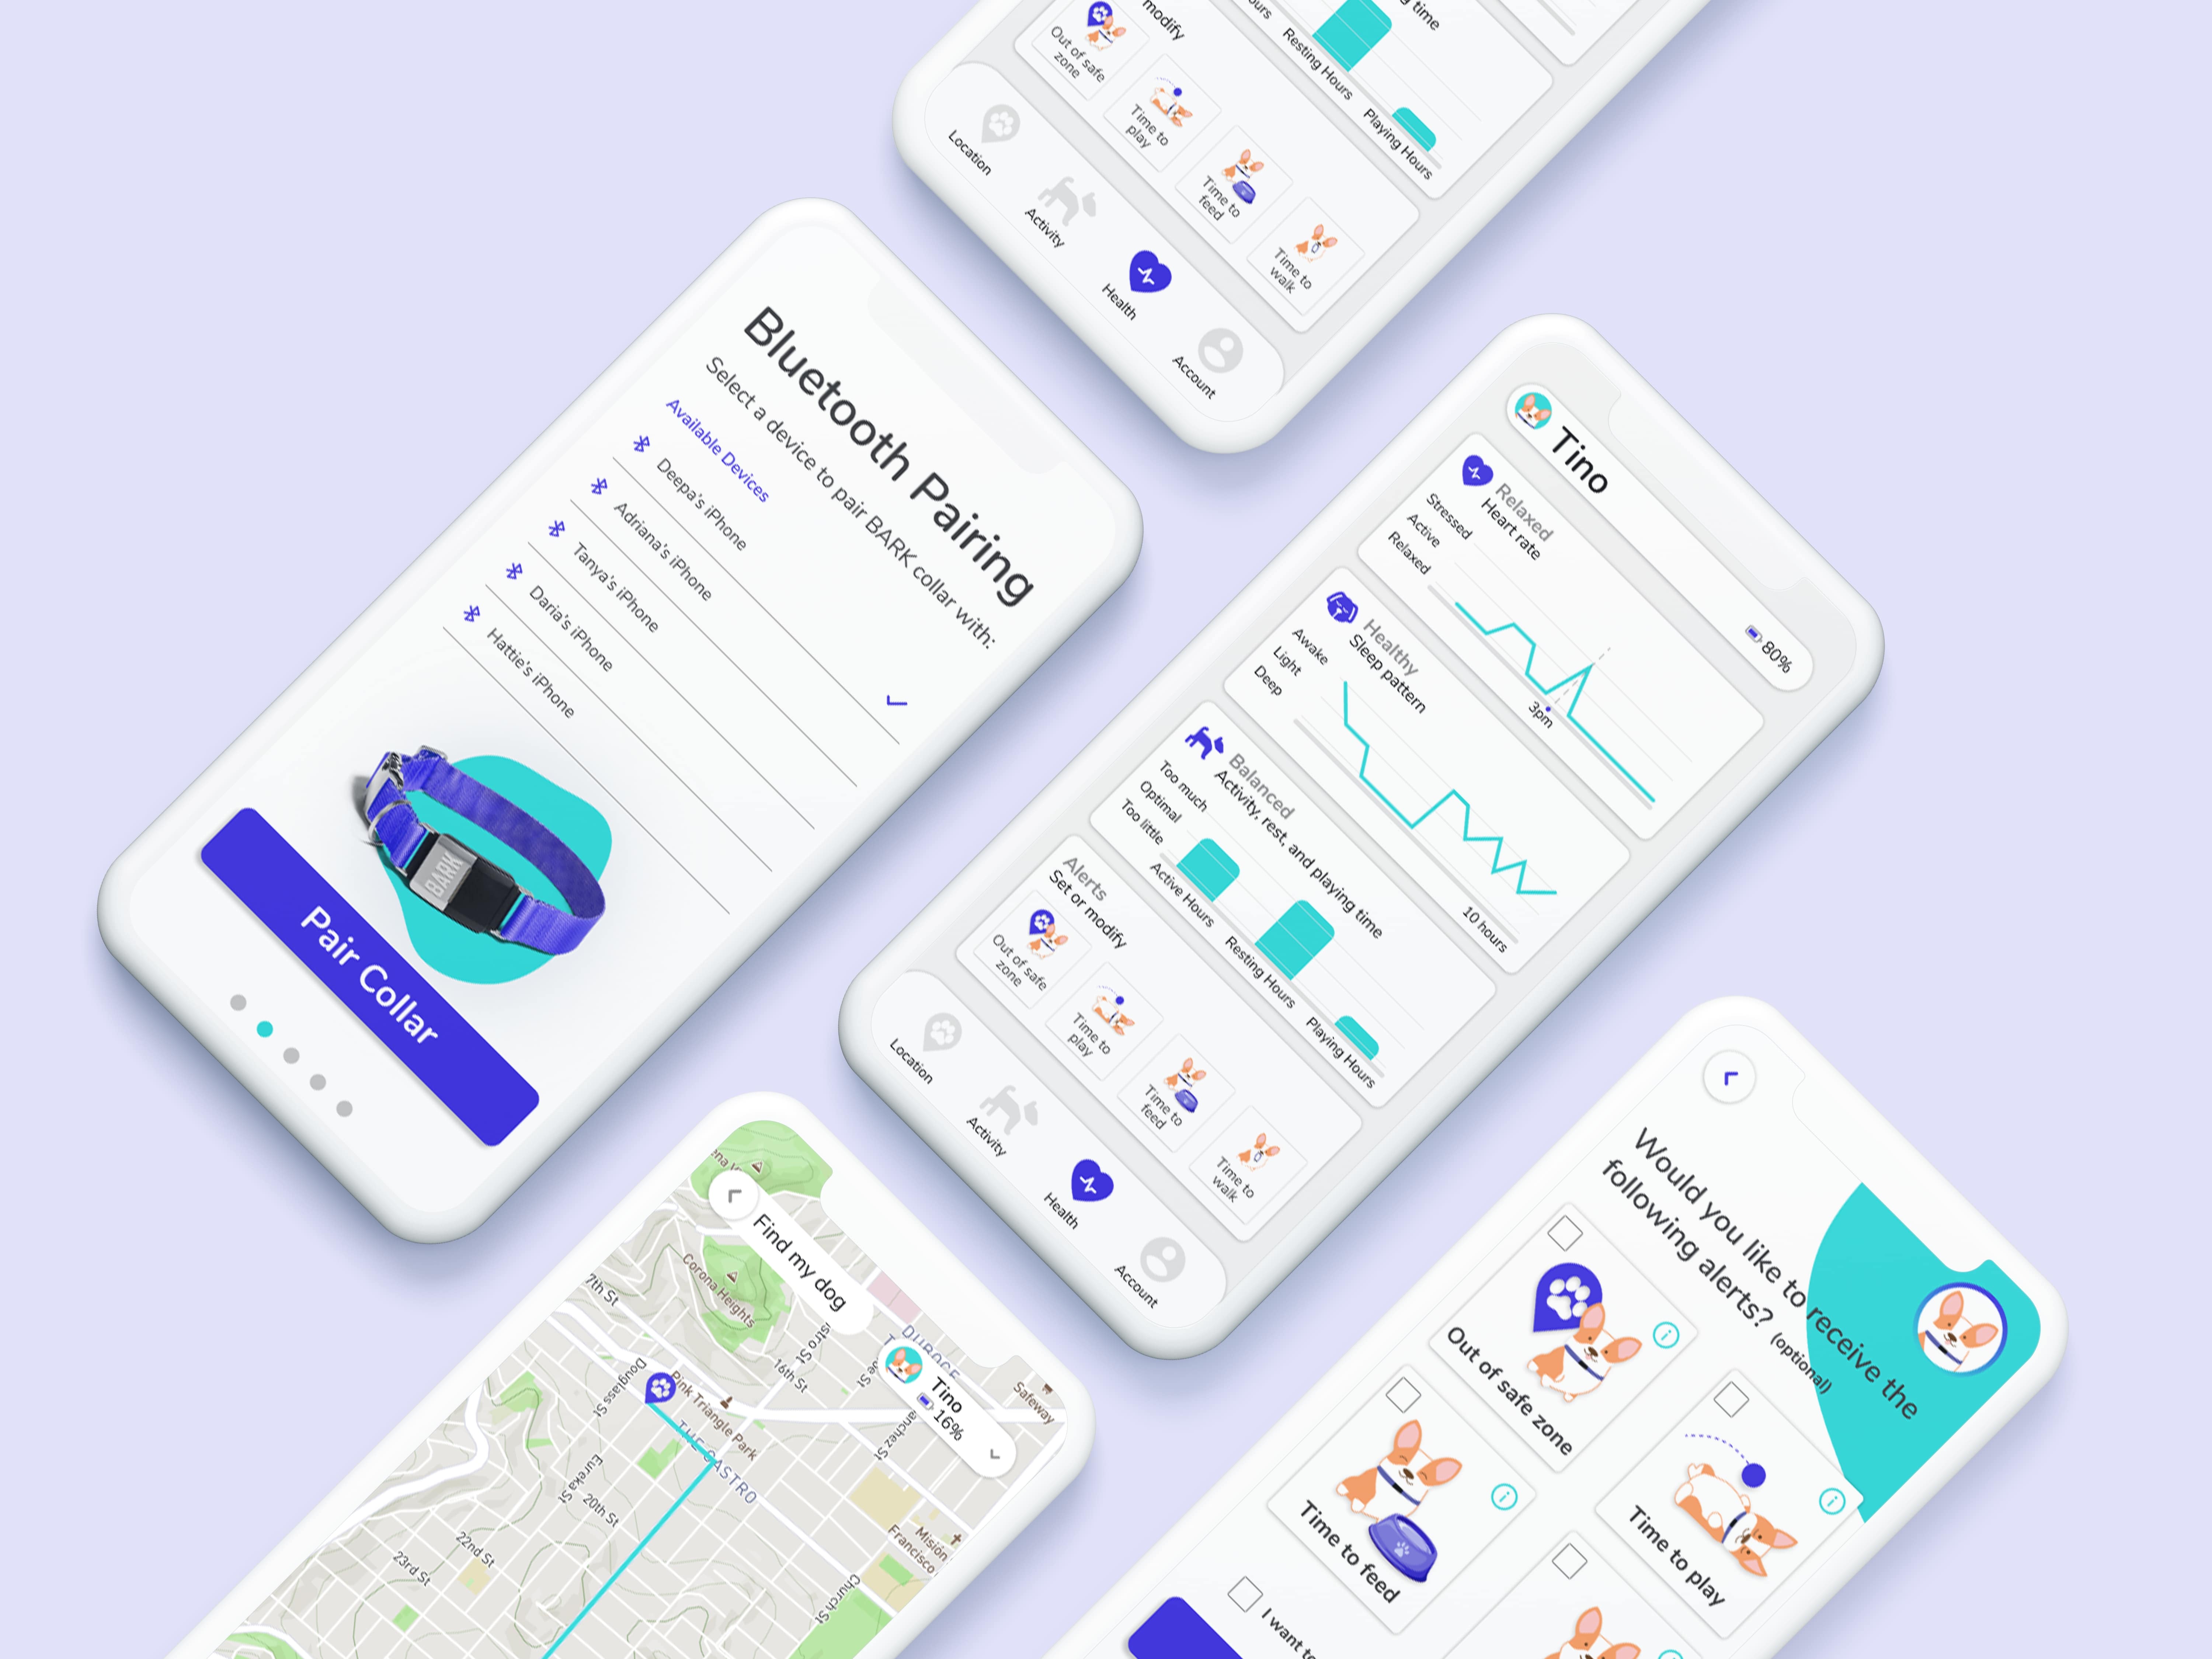 modify
g time
Out of safe
zone
Time to
play
Time to
feed
Time to
walk
Resting Hours
Playing Hours
Location
Activity
Health
Account
Bluetooth Pairing
Select a device to pair BARK collar with:
Available Devices
Deepa's iPhone
Adriana's iPhone
Tanya's iPhone
Daria's iPhone
Hattie's iPhone
BARK
Pair Collar
Tino
80%
Relaxed
Heart rate
Stressed
Active
Relaxed
3pm
Healthy
Sleep pattern
Awake
Light
Deep
10 hours
Balanced
Activity, rest, and playing time
Too much
Optimal
Too little
Active Hours
Resting Hours
Playing Hours
Alerts
Set or modify
Out of safe
zone
Time to
play
Time to
feed
Time to
walk
Location
Activity
Health
Account
Find my dog
Tino
16%
Corona Heights
17th St
16th St
Douglass St
Pink Triangle Park
THE CASTRO
Eureka St
20th St
22nd St
23rd St
Safeway
Misión
Francisco
Church St
Would you like to receive the
following alerts? (optional)
Out of safe zone
Time to play
Time to feed
I want to